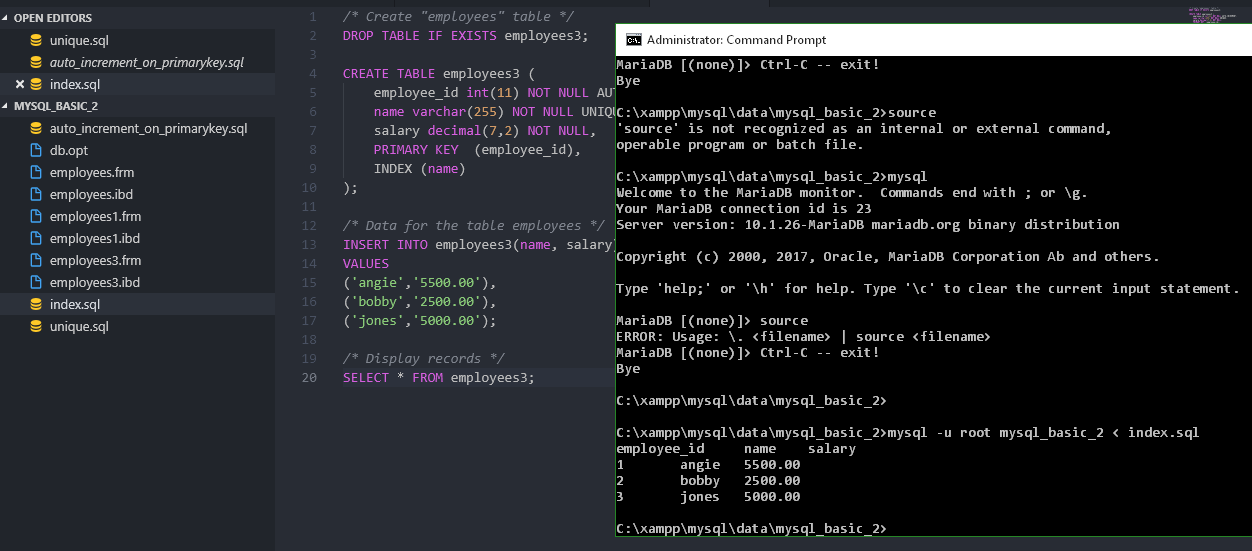 OPEN EDITORS
unique.sql
auto_increment_on_primarykey.sql
index.sql
MYSQL_BASIC_2
auto_increment_on_primarykey.sql
db.opt
employees.frm
employees.ibd
employees1.frm
employees1.ibd
employees3.frm
employees3.ibd
index.sql
unique.sql
1 /* Create "employees" table */
2 DROP TABLE IF EXISTS employees3;
3
4 CREATE TABLE employees3 (
5 employee_id int(11) NOT NULL AUT
6 name varchar(255) NOT NULL UNIQU
7 salary decimal(7,2) NOT NULL,
8 PRIMARY KEY (employee_id),
9 INDEX (name)
10 );
11
12 /* Data for the table employees */
13 INSERT INTO employees3(name, salary)
14 VALUES
15 ('angie','5500.00'),
16 ('bobby','2500.00'),
17 ('jones','5000.00');
18
19 /* Display records */
20 SELECT * FROM employees3;
Administrator: Command Prompt
MariaDB [(none)]> Ctrl-C -- exit!
Bye
C:\xampp\mysql\data\mysql_basic_2>source
'source' is not recognized as an internal or external command,
operable program or batch file.
C:\xampp\mysql\data\mysql_basic_2>mysql
Welcome to the MariaDB monitor. Commands end with ; or \g.
Your MariaDB connection id is 23
Server version: 10.1.26-MariaDB mariadb.org binary distribution
Copyright (c) 2000, 2017, Oracle, MariaDB Corporation Ab and others.
Type 'help;' or '\h' for help. Type '\c' to clear the current input statement.
MariaDB [(none)]> source
ERROR: Usage: \. <filename> | source <filename>
MariaDB [(none)]> Ctrl-C -- exit!
Bye
C:\xampp\mysql\data\mysql_basic_2>
C:\xampp\mysql\data\mysql_basic_2>mysql -u root mysql_basic_2 < index.sql
employee_id name salary
1 angie 5500.00
2 bobby 2500.00
3 jones 5000.00
C:\xampp\mysql\data\mysql_basic_2>